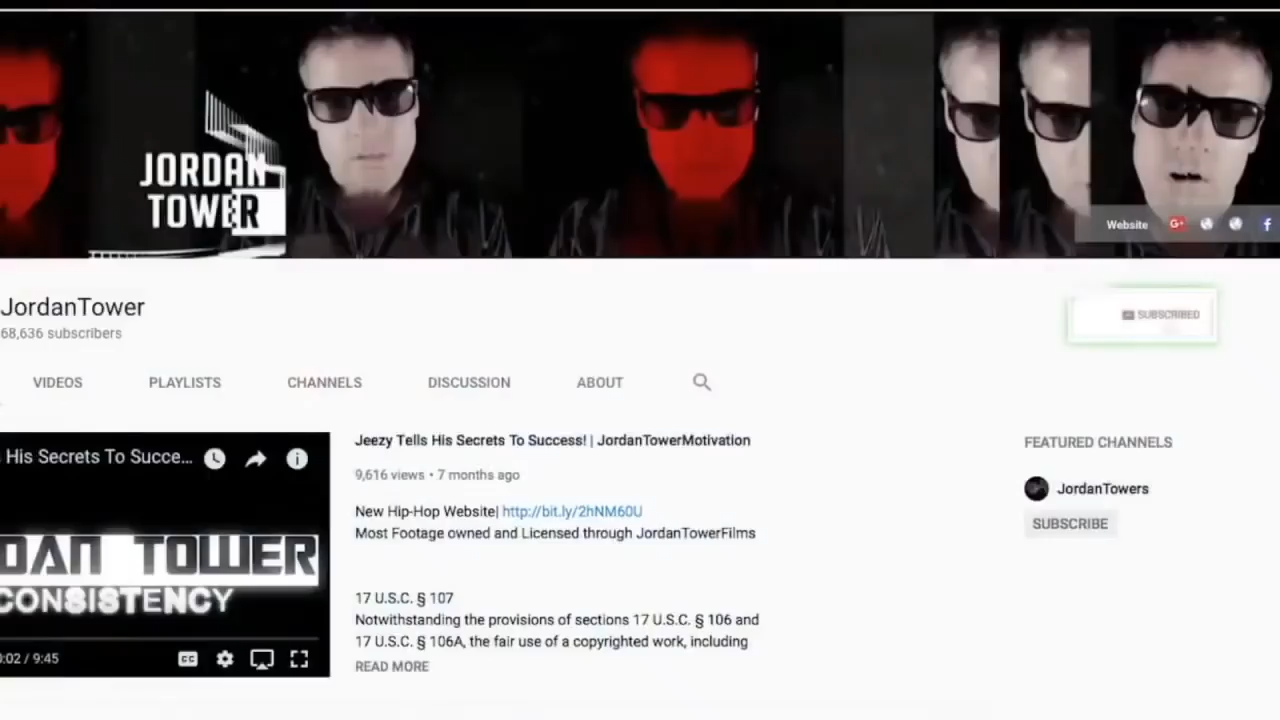 JORDAN
TOWER
Website
JordanTower
68,636 subscribers
SUBSCRIBED
VIDEOS
PLAYLISTS
CHANNELS
DISCUSSION
ABOUT
His Secrets To Succe...
DAN TOWER
CONSISTENCY
0:02 / 9:45
CC
Jeezy Tells His Secrets To Success! | JordanTowerMotivation
9,616 views • 7 months ago
New Hip-Hop Website| http://bit.ly/2hNM60U
Most Footage owned and Licensed through JordanTowerFilms
17 U.S.C. § 107
Notwithstanding the provisions of sections 17 U.S.C. § 106 and
17 U.S.C. § 106A, the fair use of a copyrighted work, including
READ MORE
FEATURED CHANNELS
JordanTowers
SUBSCRIBE